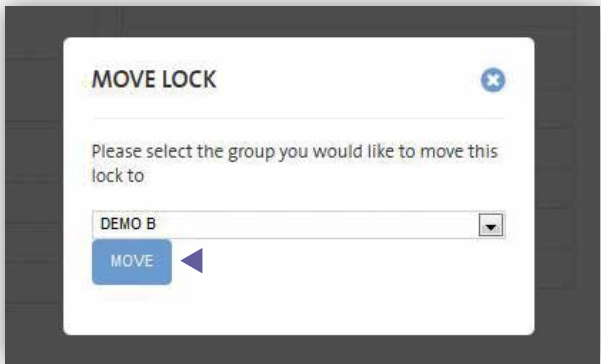 MOVE LOCK
Please select the group you would like to move this
lock to
DEMO B
MOVE